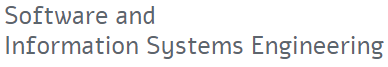 Software and
Information Systems Engineering